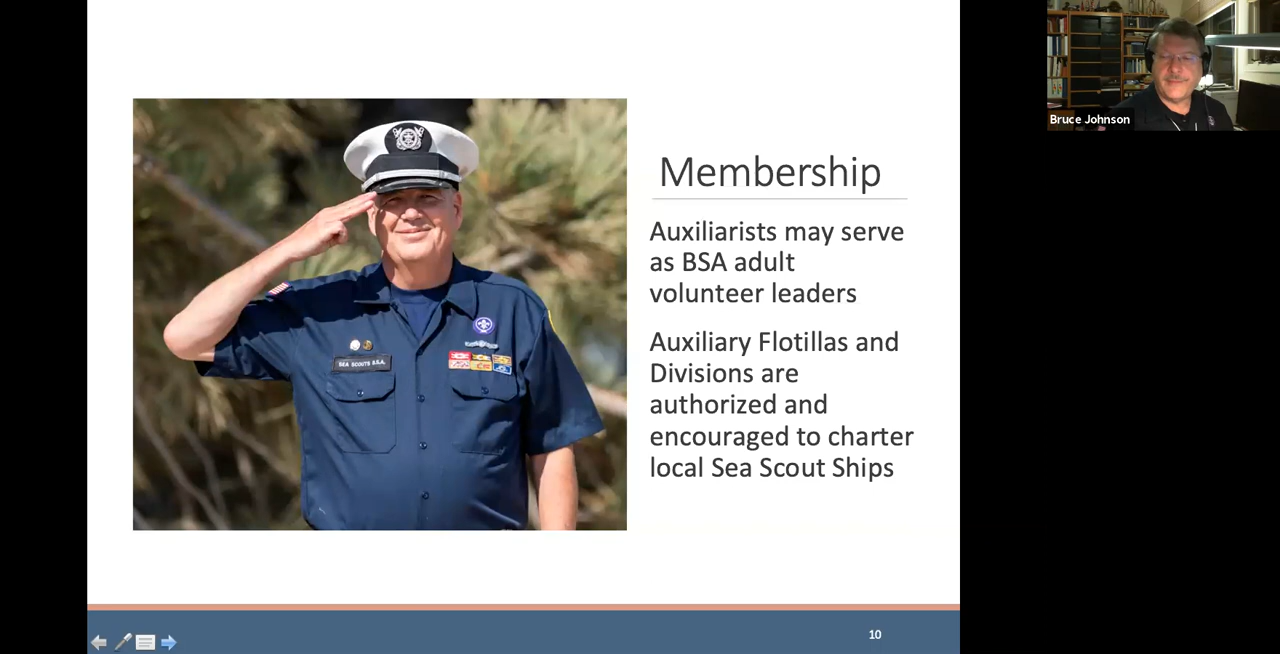 Membership
Auxiliarists may serve
as BSA adult
volunteer leaders
Auxiliary Flotillas and
Divisions are
authorized and
encouraged to charter
local Sea Scout Ships
SEA SCOUTS B.S.A.
10
Bruce Johnson